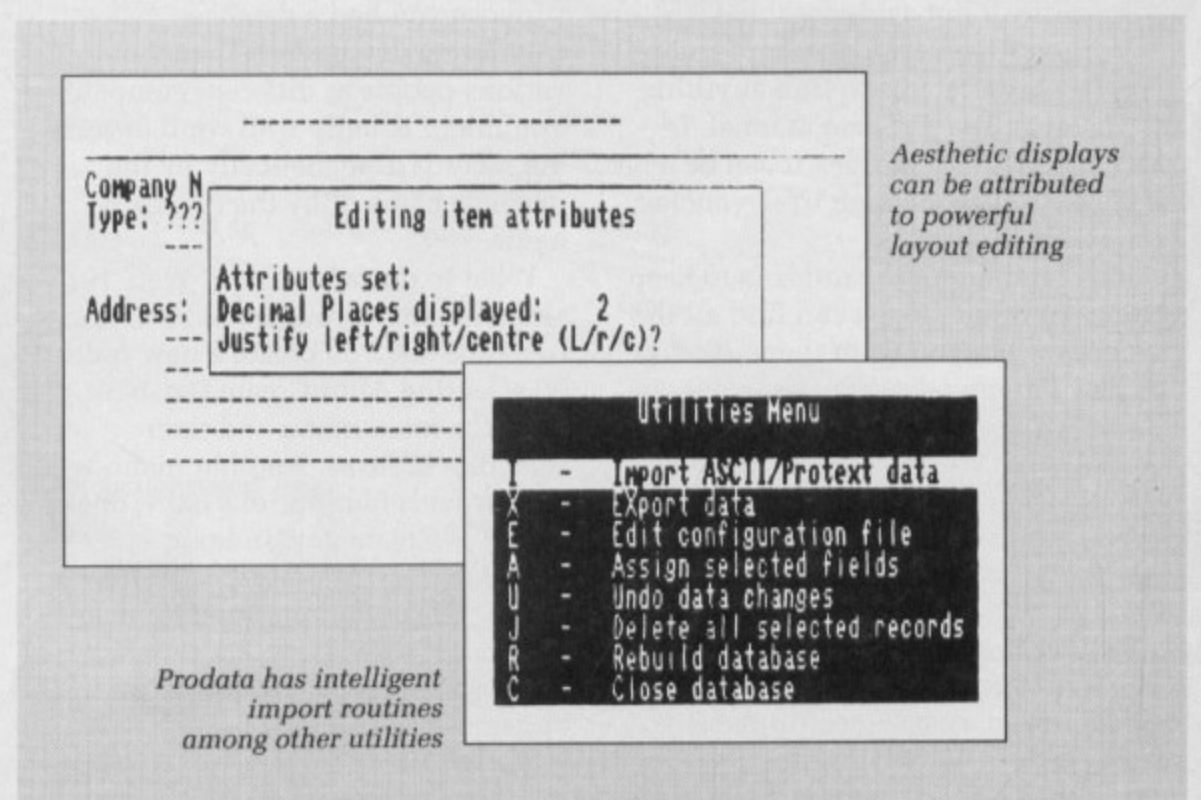 Company N
Type: ???
Editing item attributes
Attributes set:
Address: Decimal Places displayed: 2
Justify left/right/centre (L/r/c)?
Aesthetic displays
can be attributed
to powerful
layout editing
Utilities Menu
I - Import ASCII/Protext data
X - EXport data
E - Edit configuration file
A - Assign selected fields
U - Undo data changes
J - Delete all selected records
R - Rebuild database
C - Close database
Prodata has intelligent
import routines
among other utilities